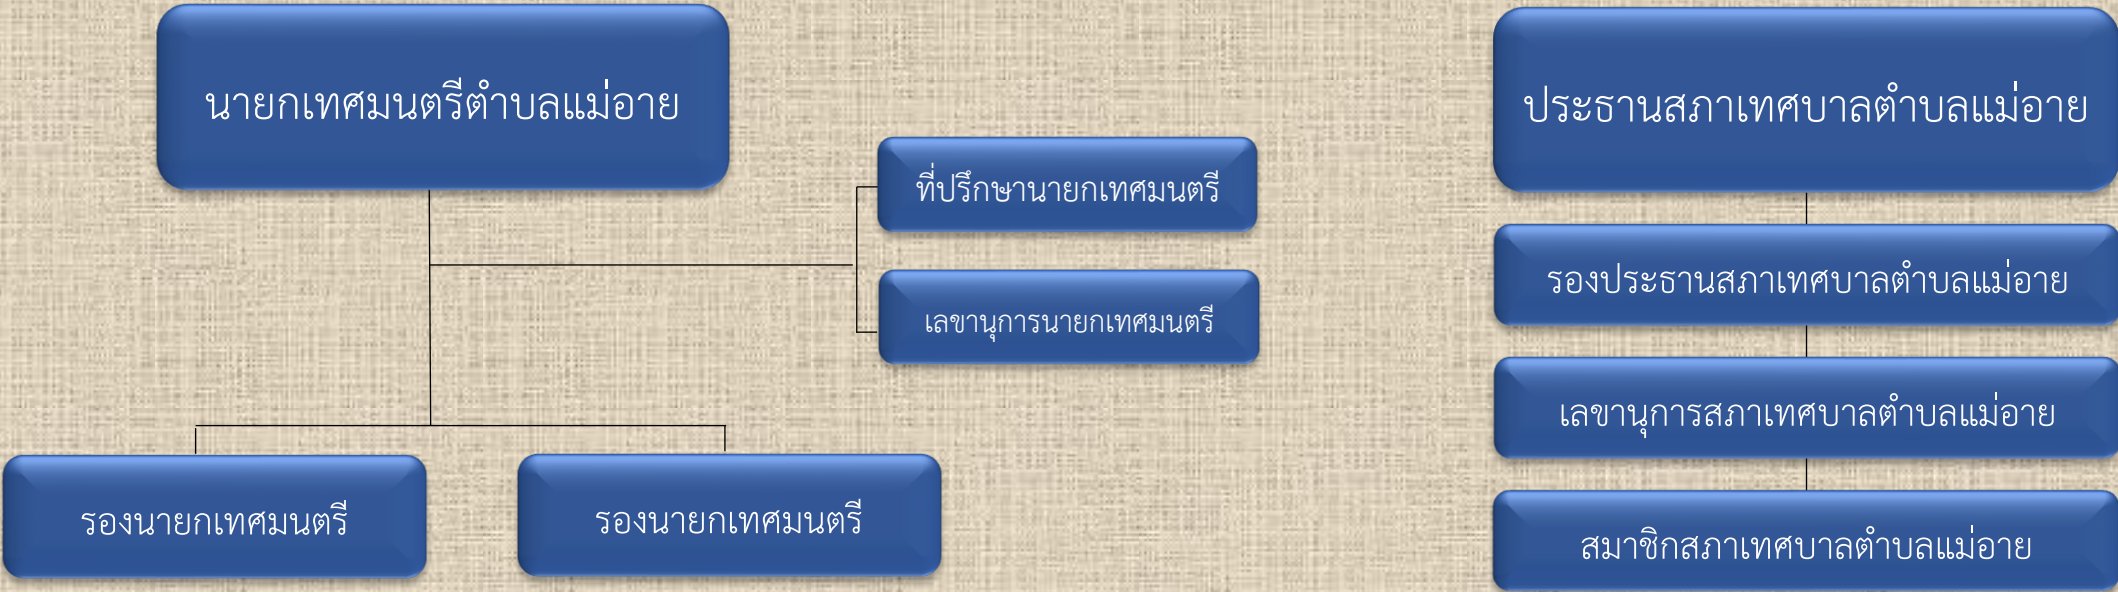 นายกเทศมนตรีตำบลแม่อาย
ที่ปรึกษานายกเทศมนตรี
เลขานุการนายกเทศมนตรี
รองนายกเทศมนตรี
รองนายกเทศมนตรี
ประธานสภาเทศบาลตำบลแม่อาย
รองประธานสภาเทศบาลตำบลแม่อาย
เลขานุการสภาเทศบาลตำบลแม่อาย
สมาชิกสภาเทศบาลตำบลแม่อาย